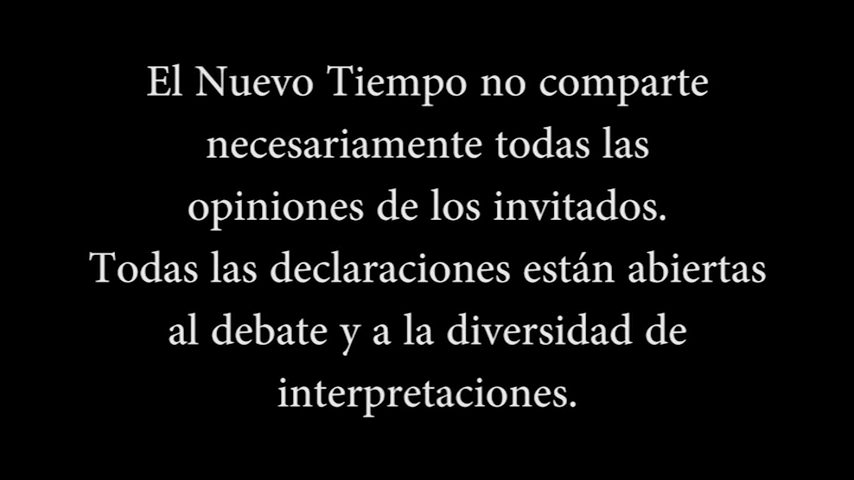 El Nuevo Tiempo no comparte
necesariamente todas las
opiniones de los invitados.
Todas las declaraciones están abiertas
al debate y a la diversidad de
interpretaciones.